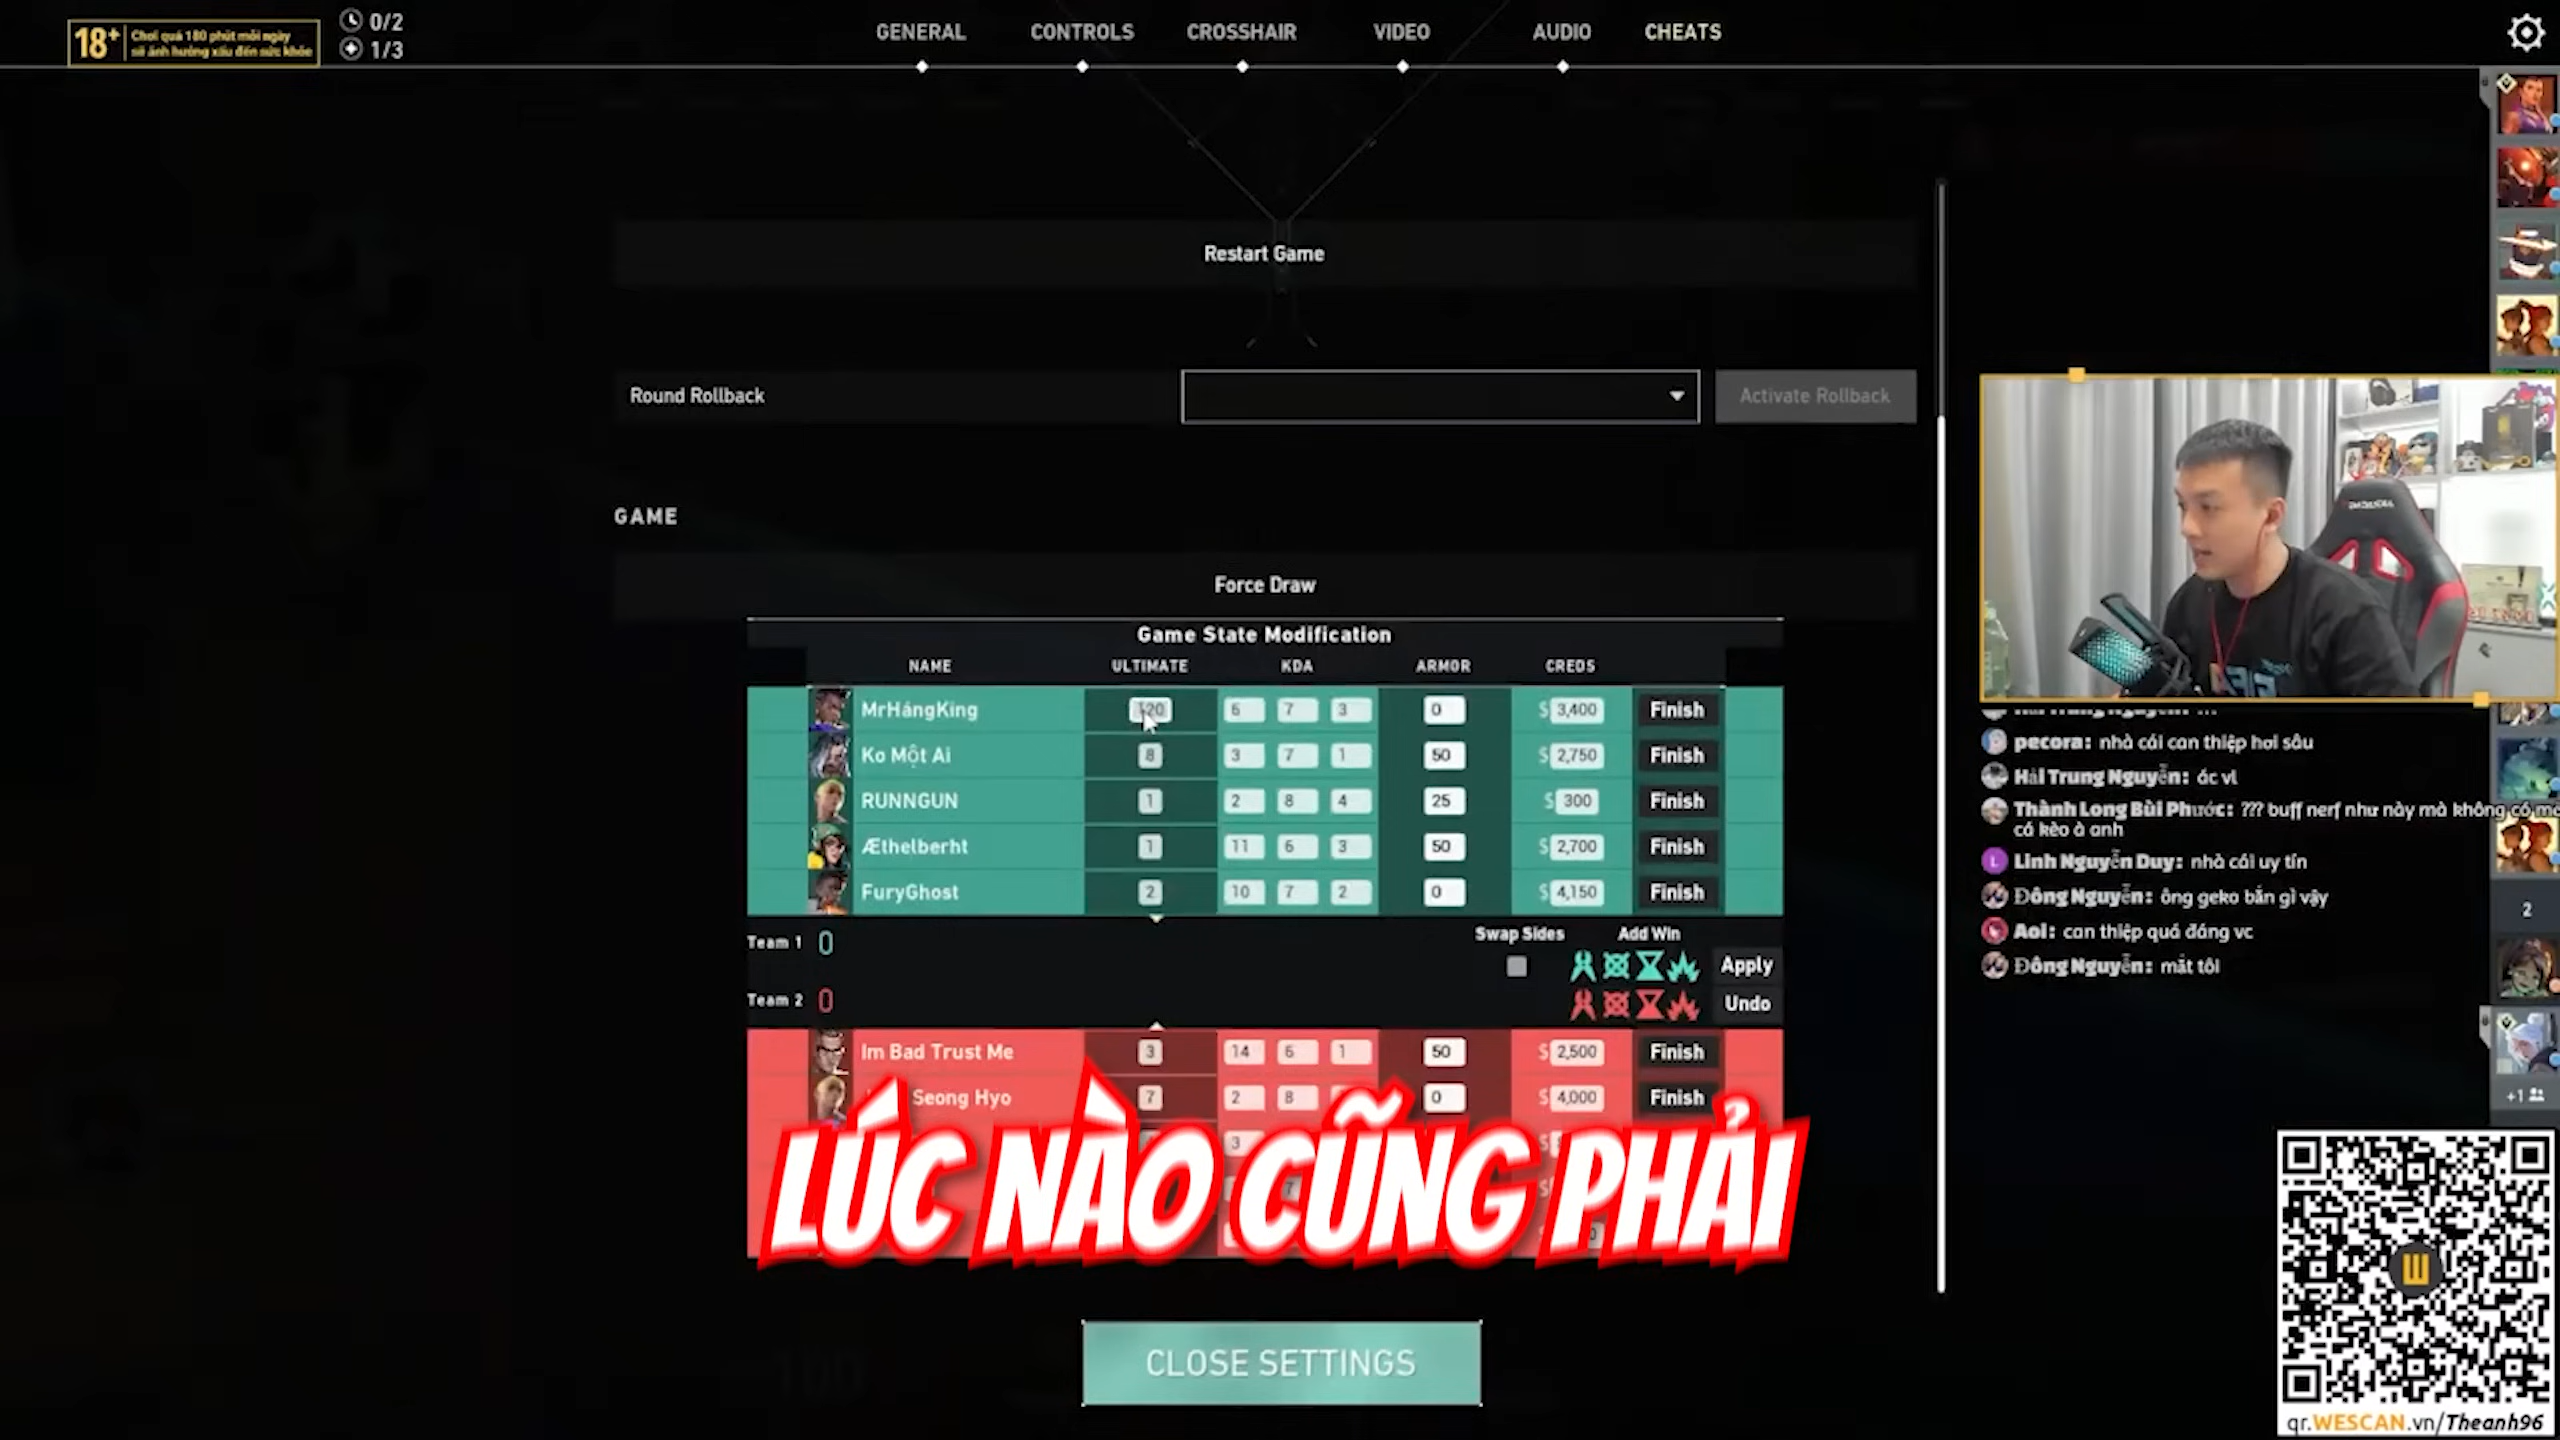 18+ Chơi quá 180 phút mỗi ngày
sẽ ảnh hưởng xấu đến sức khỏe
0/2
1/3
GENERAL CONTROLS CROSSHAIR VIDEO AUDIO CHEATS
Restart Game
Round Rollback Activate Rollback
GAME
Force Draw
Game State Modification
NAME ULTIMATE KDA ARMOR CREDS
MrHángKing 6 7 3 0 $ 3,400 Finish
Ko Một Ai 8 3 7 1 50 $ 2,750 Finish
RUNNGUN 1 2 8 4 25 $ 300 Finish
Æthelberht 1 11 6 3 50 $ 2,700 Finish
FuryGhost 2 10 7 2 0 $ 4,150 Finish
Swap Sides Add Win
Team 1 0
Apply
Team 2 0
Undo
Im Bad Trust Me 3 14 6 1 50 $ 2,500 Finish
Seong Hyo 7 2 8 0 $ 4,000 Finish
3
7
LÚC NÀO CŨNG PHẢI
CLOSE SETTINGS
pecora: nhà cái can thiệp hơi sâu
Hải Trung Nguyễn: ác vl
Thành Long Bùi Phước: ??? buff nerf như này mà không có
cá kèo à anh
Linh Nguyễn Duy: nhà cái uy tín
Đông Nguyễn: ông geko bắn gì vậy
Aoi: can thiệp quá đáng vc
Đông Nguyễn: mắt tôi
L
2
+1
qr.WESCAN.vn/Theanh96